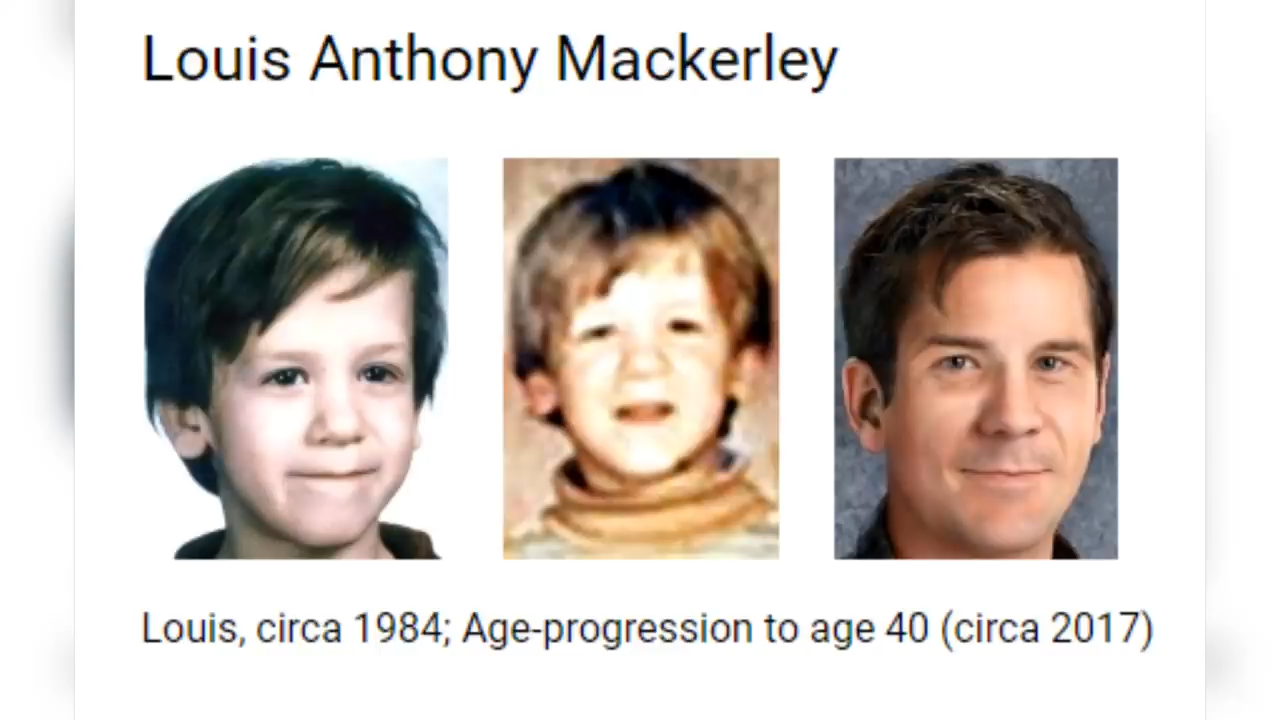 Louis Anthony Mackerley
Louis, circa 1984; Age-progression to age 40 (circa 2017)